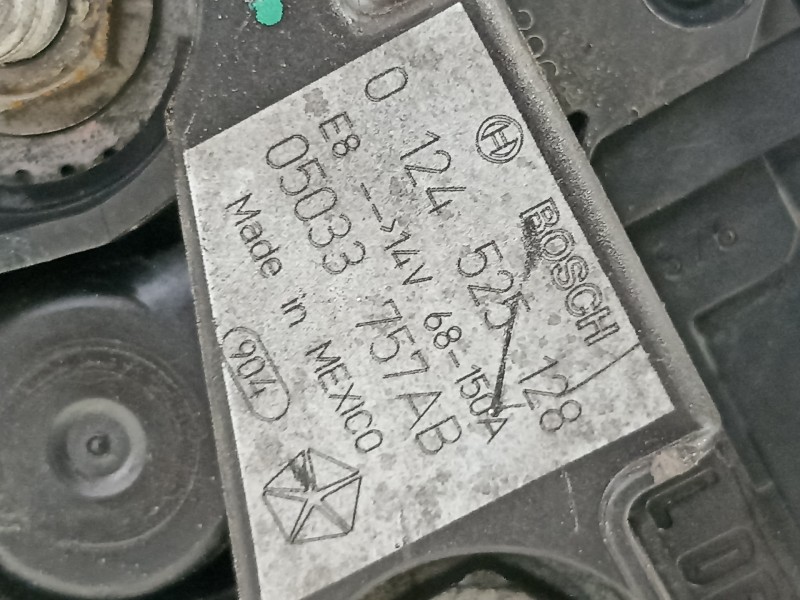 BOSCH
0 124 525 128
E8 -->14V 68-150A
05033 757AB
Made in MEXICO
904